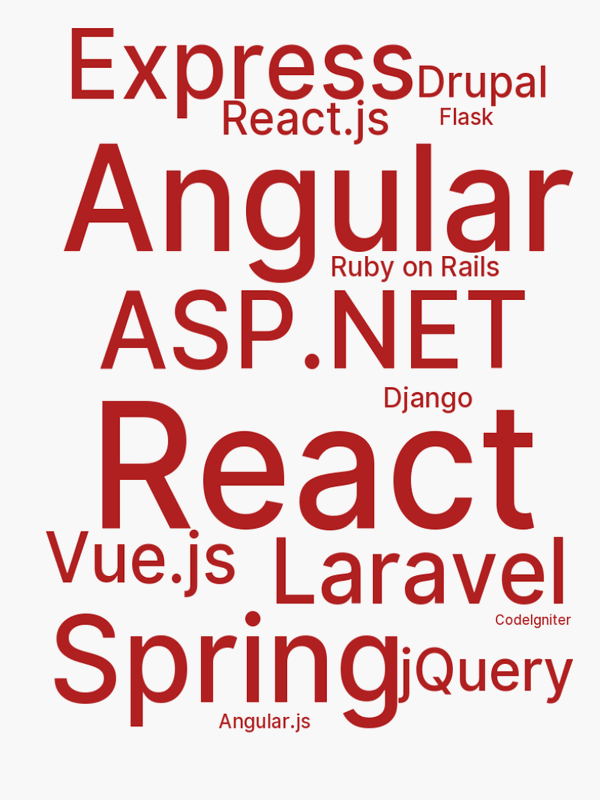 Express
Drupal
React.js
Flask
Angular
Ruby on Rails
ASP.NET
Django
React
Vue.js
Laravel
CodeIgniter
Spring
jQuery
Angular.js